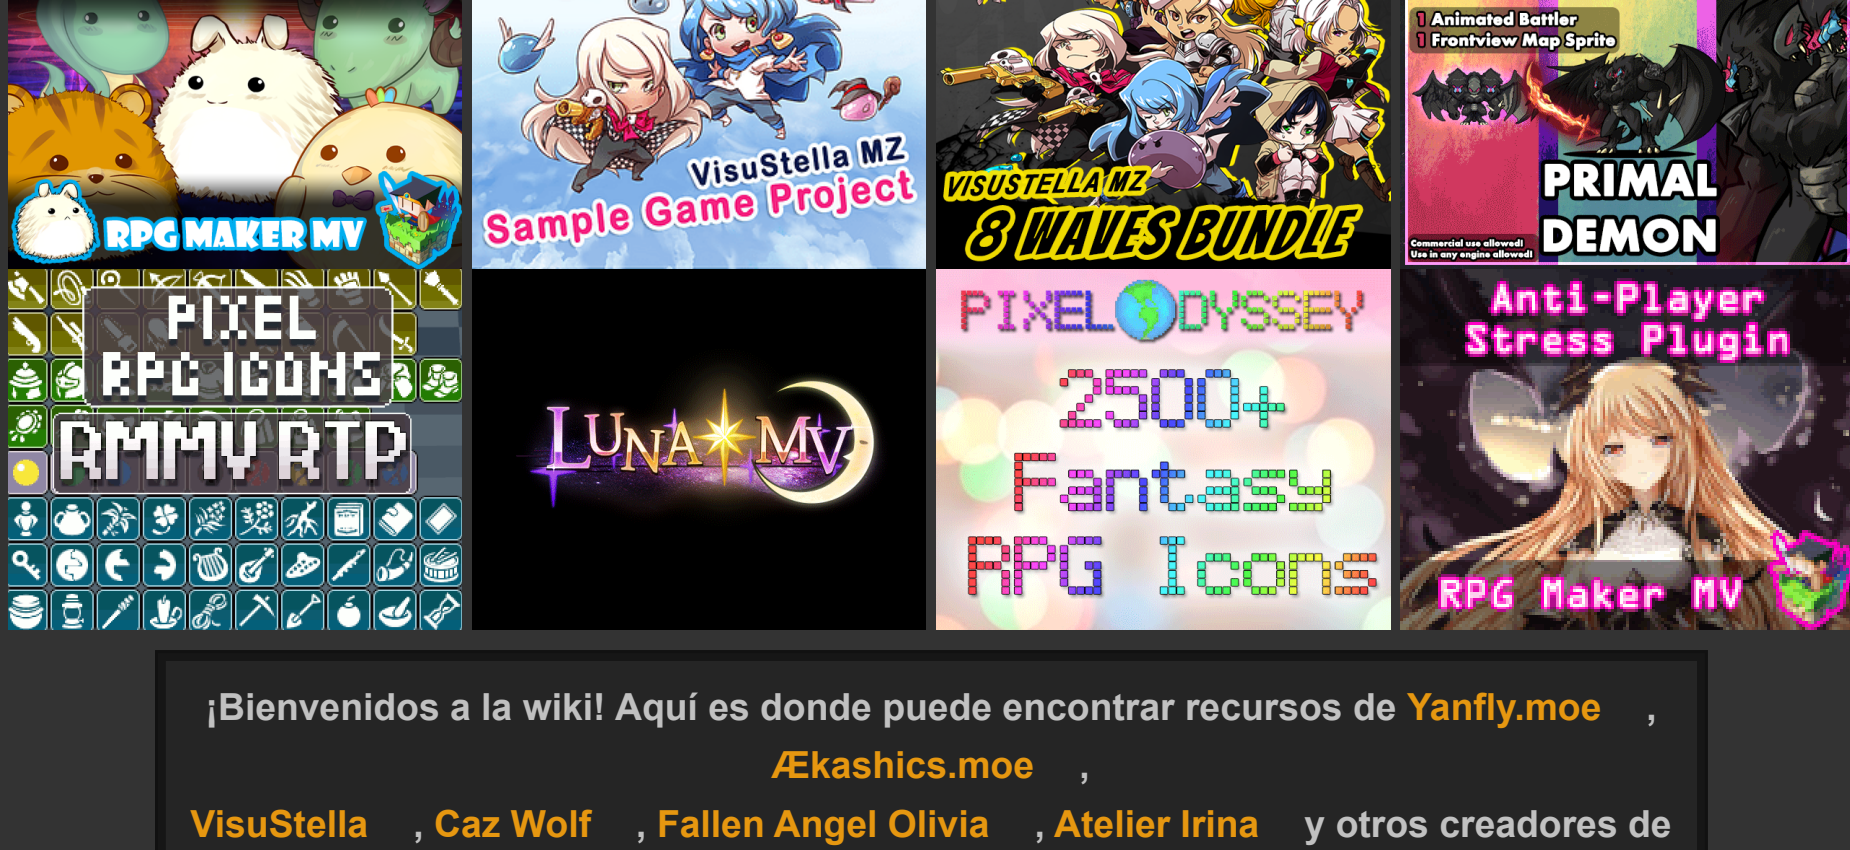 RPG MAKER MV
VisuStella MZ
Sample Game Project
VISUSTELLA MZ
8 WAVES BUNDLE
1 Animated Battler
1 Frontview Map Sprite
PRIMAL
DEMON
Commercial use allowed!
Use in any engine allowed!
PIXEL
RPG ICONS
RMMV RTP
LUNA MV
PIXEL ODYSSEY
2500+
Fantasy
RPG Icons
Anti-Player
Stress Plugin
RPG Maker MV
¡Bienvenidos a la wiki! Aquí es donde puede encontrar recursos de Yanfly.moe ,
Ækashics.moe ,
VisuStella , Caz Wolf , Fallen Angel Olivia , Atelier Irina y otros creadores de